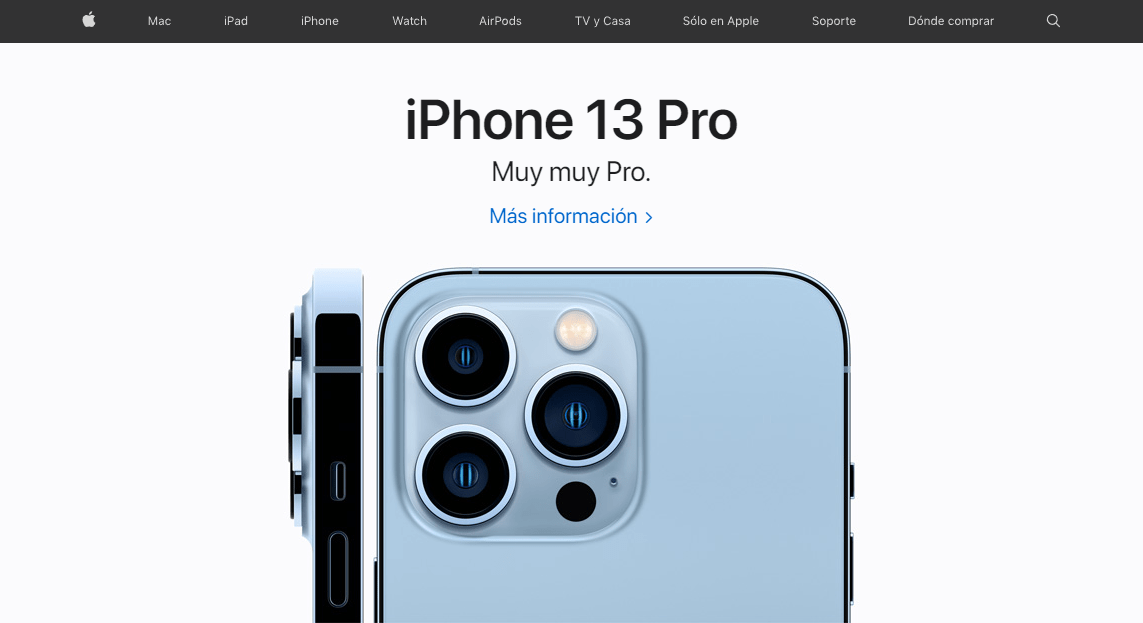 Mac iPad iPhone Watch AirPods TV y Casa Sólo en Apple Soporte Dónde comprar
iPhone 13 Pro
Muy muy Pro.
Más información >